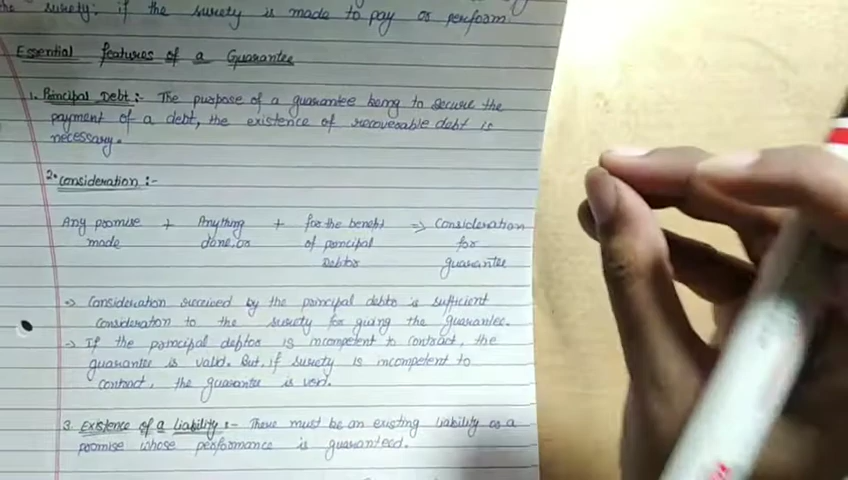 the surety: if the surety is made to pay or perform
Essential features of a Guarantee
1. Principal Debt:- The purpose of a guarantee being to secure the
payment of a debt, the existence of recoverable debt is
necessary.
2. Consideration :-
Any promise + Anything + for the benefit => Consideration
made done, or of principal for
Debtor guarantee
-> Consideration received by the principal debtor is sufficient
consideration to the surety for giving the guarantee.
-> If the principal debtor is incompetent to contract, the
guarantee is valid. But, if surety is incompetent to
contract, the guarantee is void.
3. Existence of a Liability :- There must be an existing liability or a
promise whose performance is guaranteed.